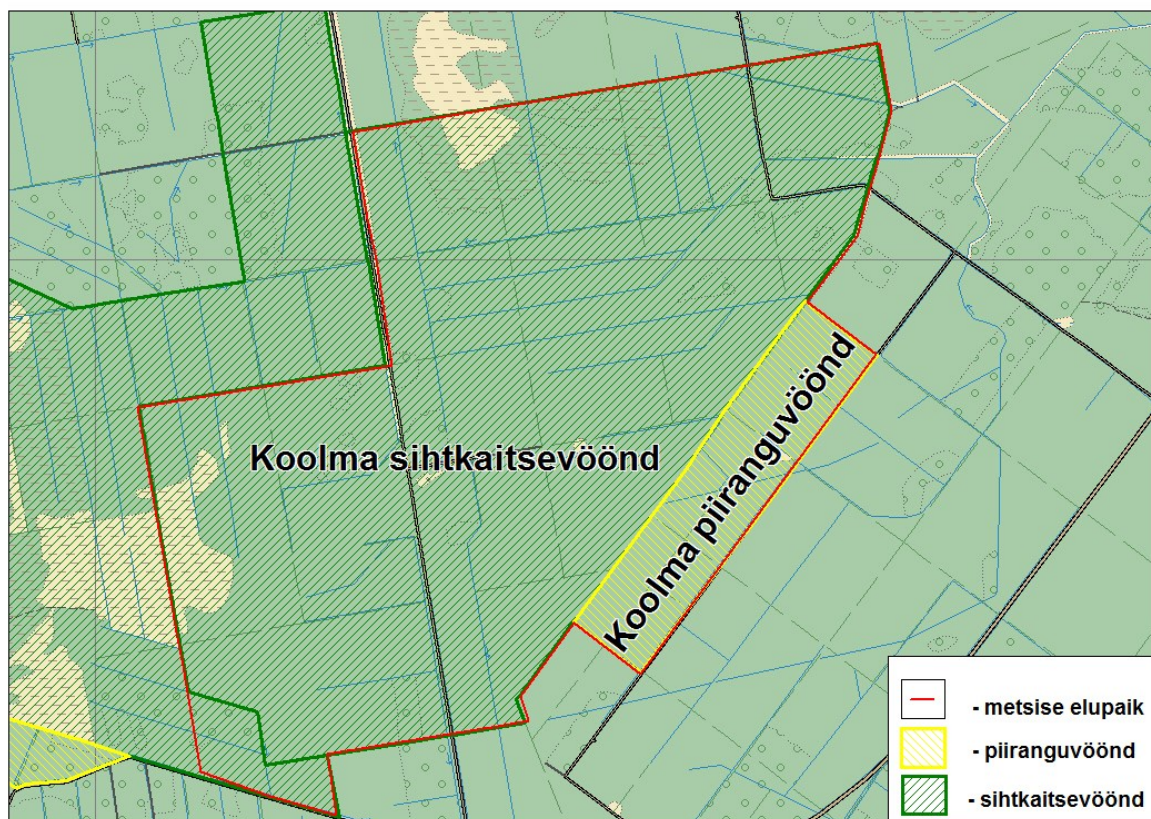 Koolma sihtkaitsevöönd
Koolma piiranguvöönd
- metsise elupaik
- piiranguvöönd
- sihtkaitsevöönd